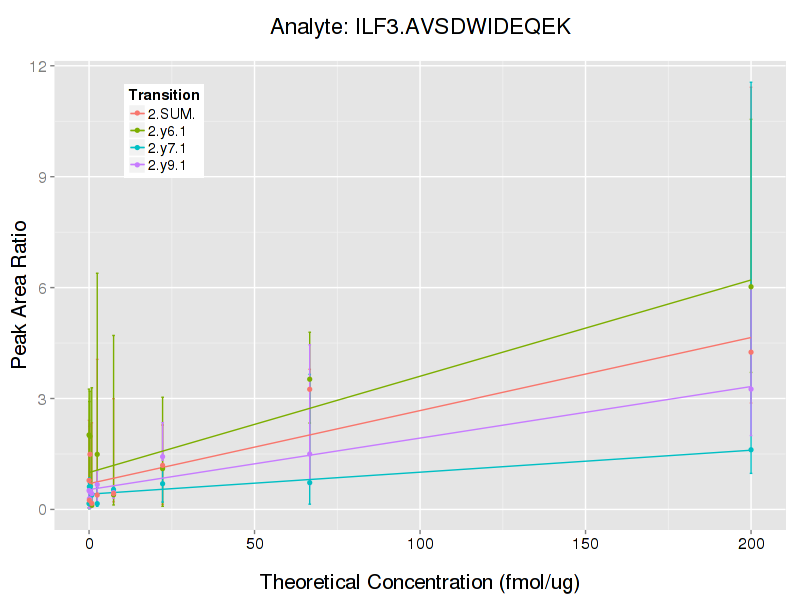 Analyte: ILF3.AVSDWIDEQEK
Transition
2.SUM.
2.y6.1
2.y7.1
2.y9.1
Peak Area Ratio
12
9
6
3
0
0 50 100 150 200
Theoretical Concentration (fmol/ug)